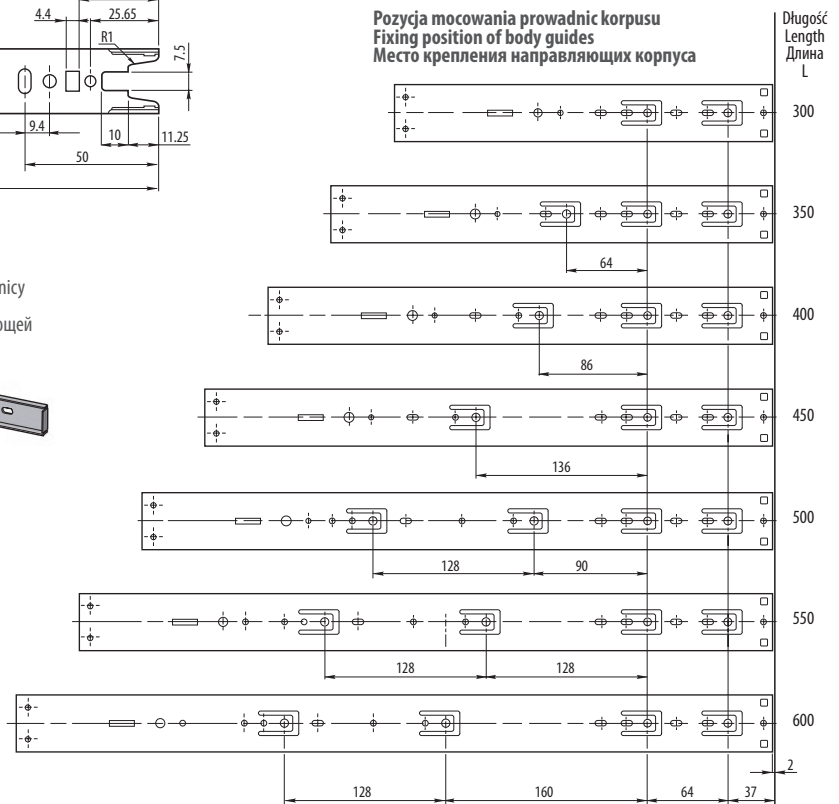 4.4
25.65
R1
7.5
9.4
10
11.25
50
Pozycja mocowania prowadnic korpusu
Fixing position of body guides
Место крепления направляющих корпуса
Długość
Length
Длина
L
300
350
64
nicy
ющей
400
86
450
136
500
128
90
550
128
128
600
2
128
160
64
37